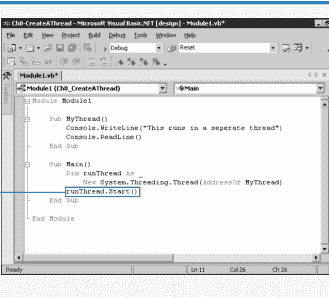 Ch8-CreateAThread - Microsoft Visual Basic.NET [design] - Module1.vb*
File Edit View Project Build Debug Tools Window Help
Debug Reset
Toolbox
Module1.vb*
Module1 (Ch8_CreateAThread) Main
Module Module1
Sub MyThread()
Console.WriteLine("This runs in a seperate thread")
Console.ReadLine()
End Sub
Sub Main()
Dim runThread As _
New System.Threading.Thread(AddressOf MyThread)
runThread.Start()
End Sub
End Module
Ready Ln 11 Col 26 Ch 26